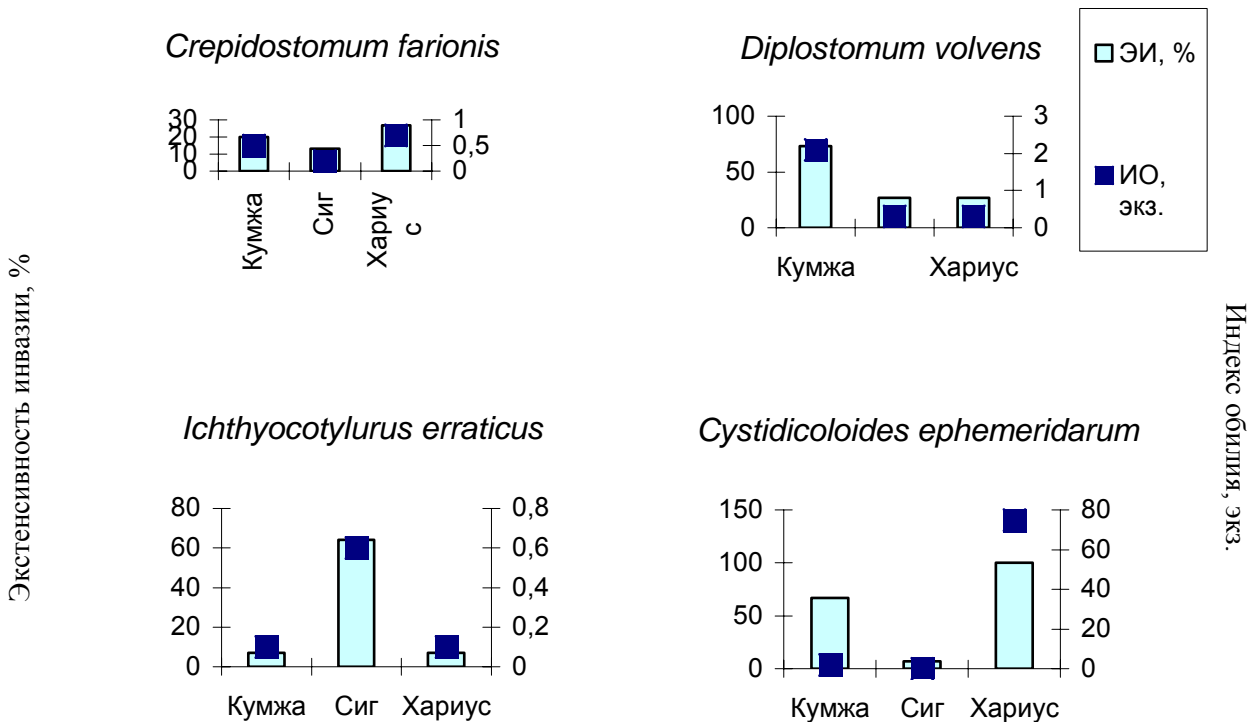 Crepidostomum farionis
30
20
10
0
1
0,5
0
Кумжа
Сиг
Хариу
с
Diplostomum volvens
100
50
0
3
2
1
0
Кумжа
Хариус
ЭИ, %
ИО,
экз.
Экстенсивность инвазии, %
Индекс обилия, экз.
Ichthyocotylurus erraticus
80
60
40
20
0
0,8
0,6
0,4
0,2
0
Кумжа
Сиг
Хариус
Cystidicoloides ephemeridarum
150
100
50
0
80
60
40
20
0
Кумжа
Сиг
Хариус